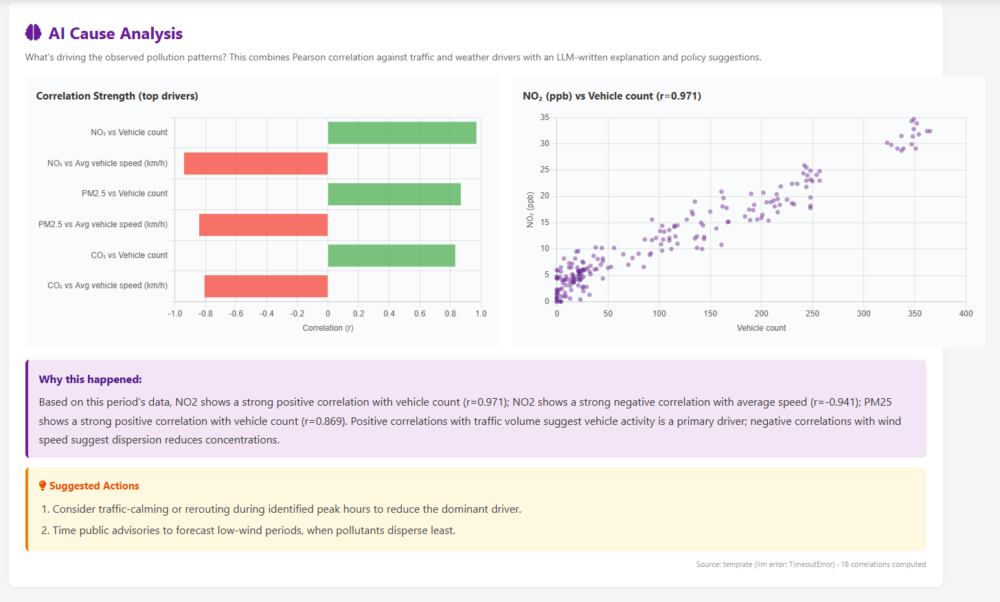 AI Cause Analysis
What's driving the observed pollution patterns? This combines Pearson correlation against traffic and weather drivers with an LLM-written explanation and policy suggestions.
Correlation Strength (top drivers)
NO₂ vs Vehicle count
NO₂ vs Avg vehicle speed (km/h)
PM2.5 vs Vehicle count
PM2.5 vs Avg vehicle speed (km/h)
CO₂ vs Vehicle count
CO₂ vs Avg vehicle speed (km/h)
-1.0 -0.8 -0.6 -0.4 -0.2 0 0.2 0.4 0.6 0.8 1.0
Correlation (r)
NO₂ (ppb) vs Vehicle count (r=0.971)
NO₂ (ppb)
35
30
25
20
15
10
5
0
0 50 100 150 200 250 300 350 400
Vehicle count
Why this happened:
Based on this period's data, NO2 shows a strong positive correlation with vehicle count (r=0.971); NO2 shows a strong negative correlation with average speed (r=-0.941); PM25
shows a strong positive correlation with vehicle count (r=0.869). Positive correlations with traffic volume suggest vehicle activity is a primary driver; negative correlations with wind
speed suggest dispersion reduces concentrations.
Suggested Actions
1. Consider traffic-calming or rerouting during identified peak hours to reduce the dominant driver.
2. Time public advisories to forecast low-wind periods, when pollutants disperse least.
Source: template (llm error: TimeoutError) · 18 correlations computed